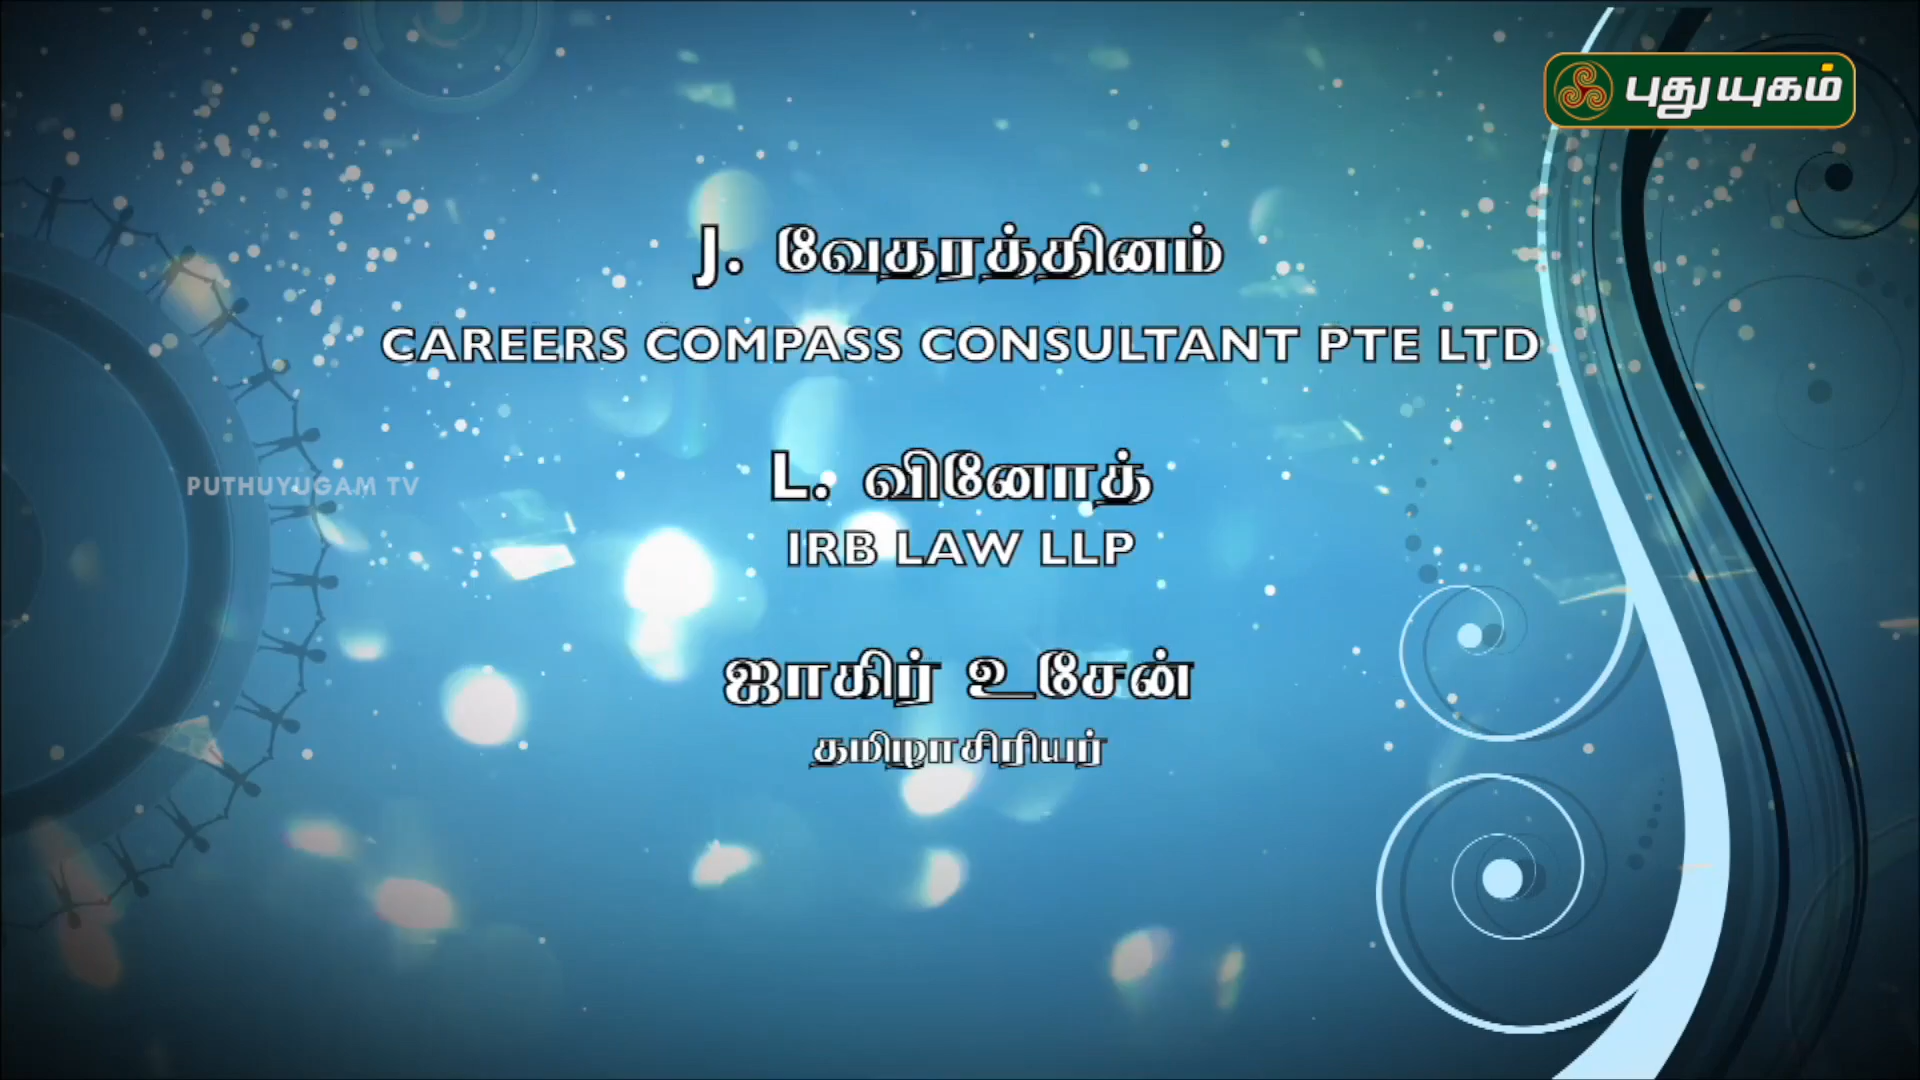 புதுயுகம்
J. வேதரத்தினம்
CAREERS COMPASS CONSULTANT PTE LTD
L. வினோத்
PUTHUYUGAM TV
IRB LAW LLP
ஜாகிர் உசேன்
தமிழாசிரியர்